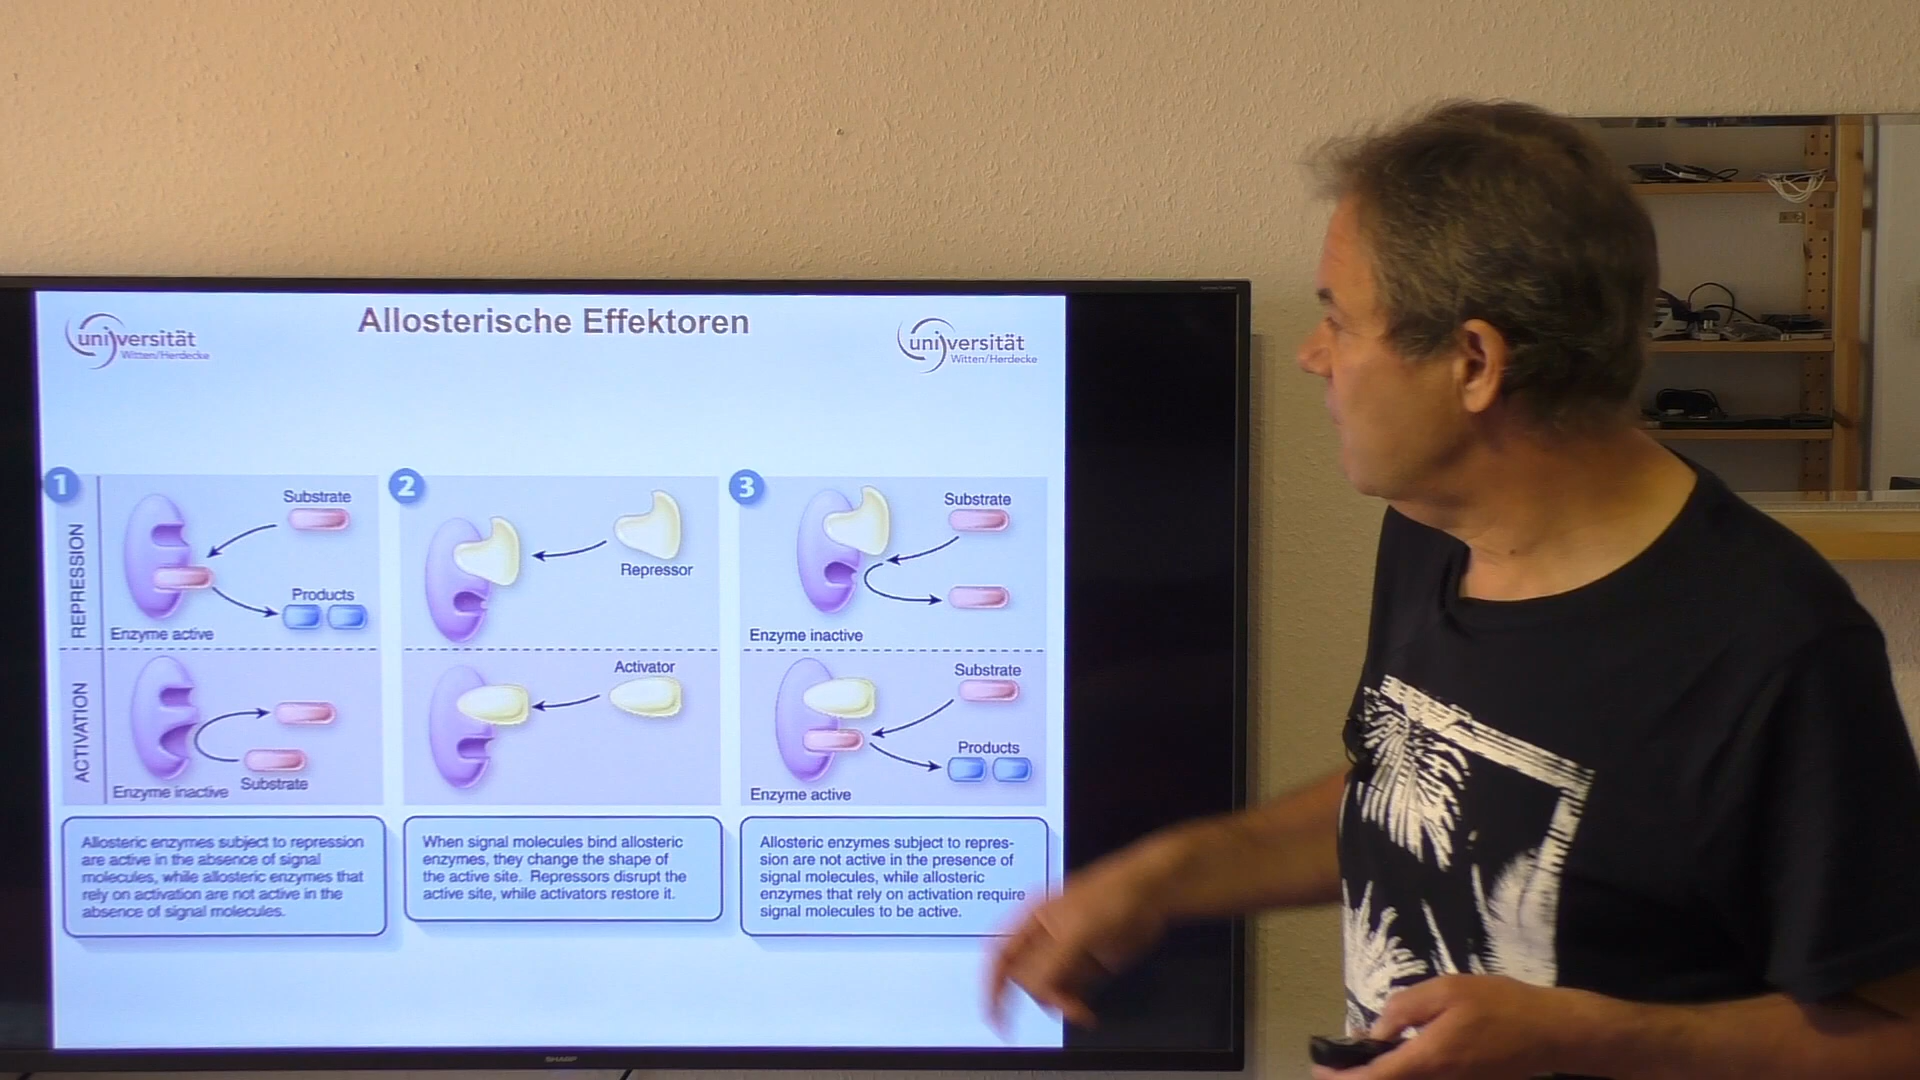 Allosterische Effektoren
universität
Witten/Herdecke
universität
Witten/Herdecke
1
REPRESSION
Substrate
Products
Enzyme active
2
Repressor
3
Substrate
Enzyme inactive
ACTIVATION
Enzyme inactive
Substrate
Activator
Substrate
Products
Enzyme active
Allosteric enzymes subject to repression
are active in the absence of signal
molecules, while allosteric enzymes that
rely on activation are not active in the
absence of signal molecules.
When signal molecules bind allosteric
enzymes, they change the shape of
the active site. Repressors disrupt the
active site, while activators restore it.
Allosteric enzymes subject to repres-
sion are not active in the presence of
signal molecules, while allosteric
enzymes that rely on activation require
signal molecules to be active.
SHARP